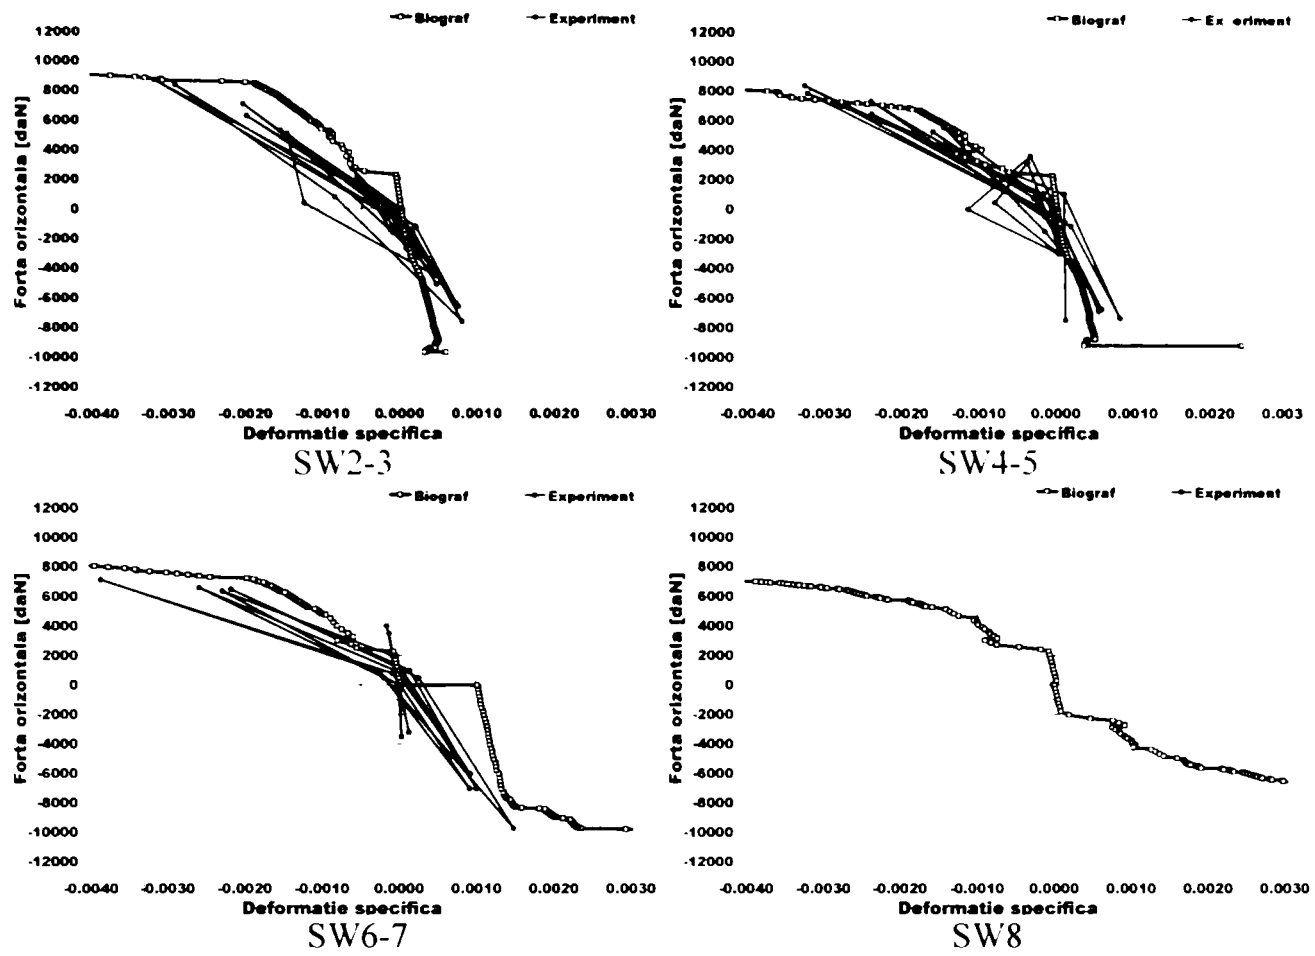 Biograf Experiment
12000
10000
8000
6000
4000
2000
0
-2000
-4000
-6000
-8000
-10000
-12000
Forta orizontala [daN]
-0.0040 -0.0030 -0.0020 -0.0010 0.0000 0.0010 0.0020 0.0030
Deformatie specifica
SW2-3
Biograf Ex eriment
12000
10000
8000
6000
4000
2000
0
-2000
-4000
-6000
-8000
-10000
-12000
Forta orizontala [daN]
-0.0040 -0.0030 -0.0020 -0.0010 0.0000 0.0010 0.0020 0.003
Deformatie specifica
SW4-5
Biograf Experiment
12000
10000
8000
6000
4000
2000
0
-2000
-4000
-6000
-8000
-10000
-12000
Forta orizontala [daN]
-0.0040 -0.0030 -0.0020 -0.0010 0.0000 0.0010 0.0020 0.0030
Deformatie specifica
SW6-7
Biograf Experiment
12000
10000
8000
6000
4000
2000
0
-2000
-4000
-6000
-8000
-10000
-12000
Forta orizontala [daN]
-0.0040 -0.0030 -0.0020 -0.0010 0.0000 0.0010 0.0020 0.0030
Deformatie specifica
SW8